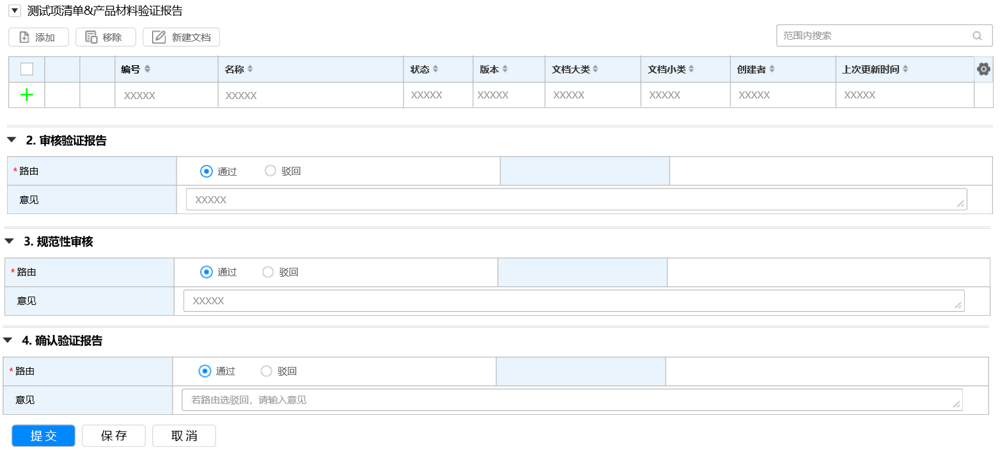 测试项清单&产品材料验证报告
添加 移除 新建文档 范围内搜索
编号 名称 状态 版本 文档大类 文档小类 创建者 上次更新时间
XXXXX XXXXX XXXXX XXXXX XXXXX XXXXX XXXXX XXXXX
2. 审核验证报告
*路由 通过 驳回
意见 XXXXX
3. 规范性审核
*路由 通过 驳回
意见 XXXXX
4. 确认验证报告
*路由 通过 驳回
意见 若路由选驳回，请输入意见
提交 保存 取消